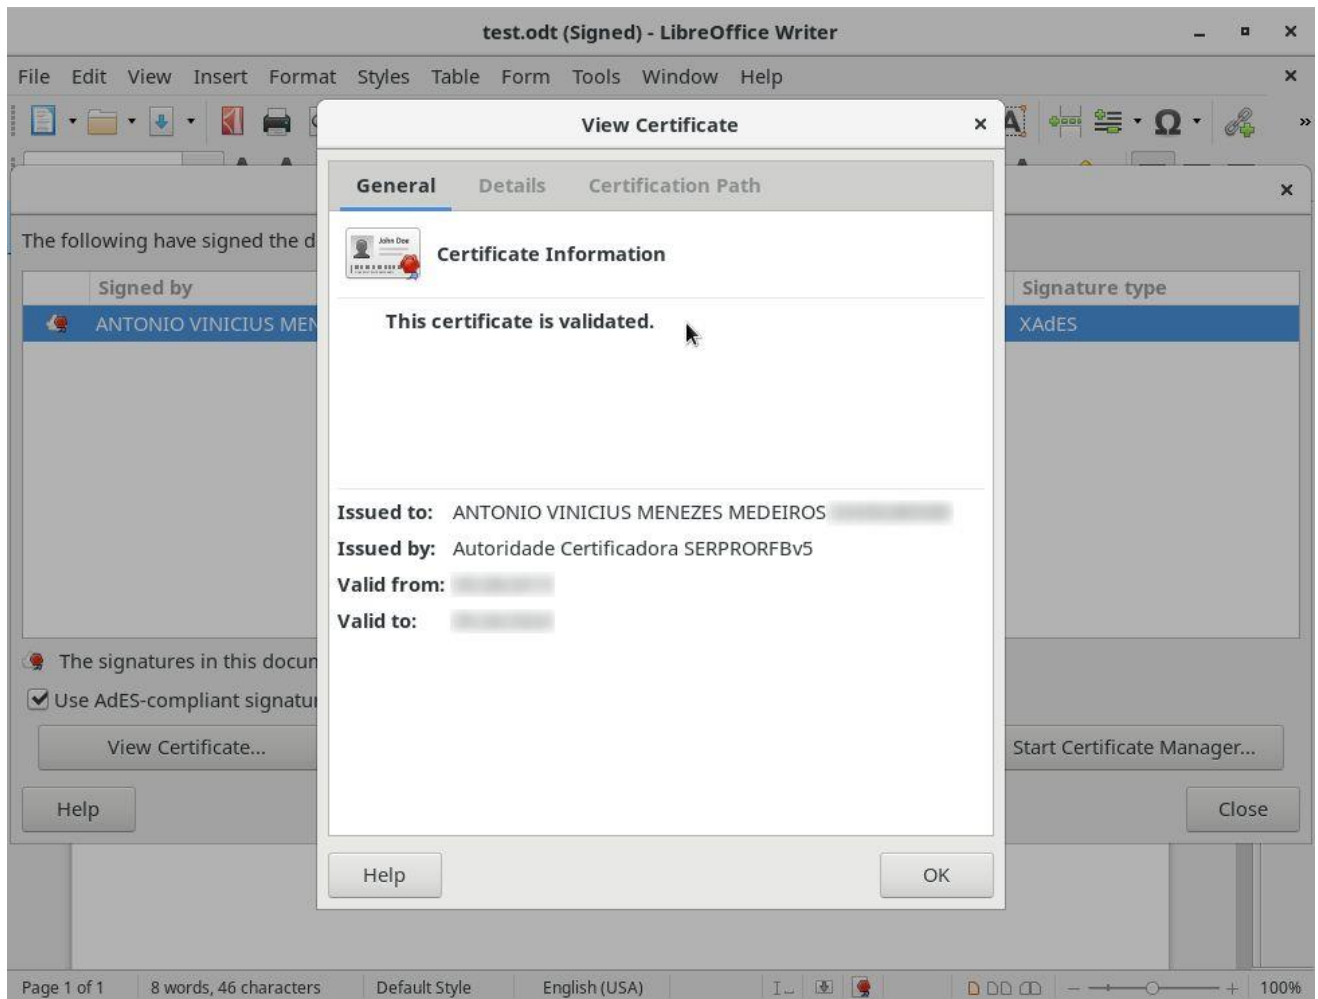 test.odt (Signed) - LibreOffice Writer
File Edit View Insert Format Styles Table Form Tools Window Help
View Certificate
General Details Certification Path
The following have signed the d
John Doe
Certificate Information
Signed by Signature type
This certificate is validated.
ANTONIO VINICIUS MEN XAdES
Issued to: ANTONIO VINICIUS MENEZES MEDEIROS
Issued by: Autoridade Certificadora SERPRORFBv5
Valid from:
Valid to:
The signatures in this docum
Use AdES-compliant signatur
View Certificate... Start Certificate Manager...
Help Close
Help OK
Page 1 of 1 8 words, 46 characters Default Style English (USA) 100%